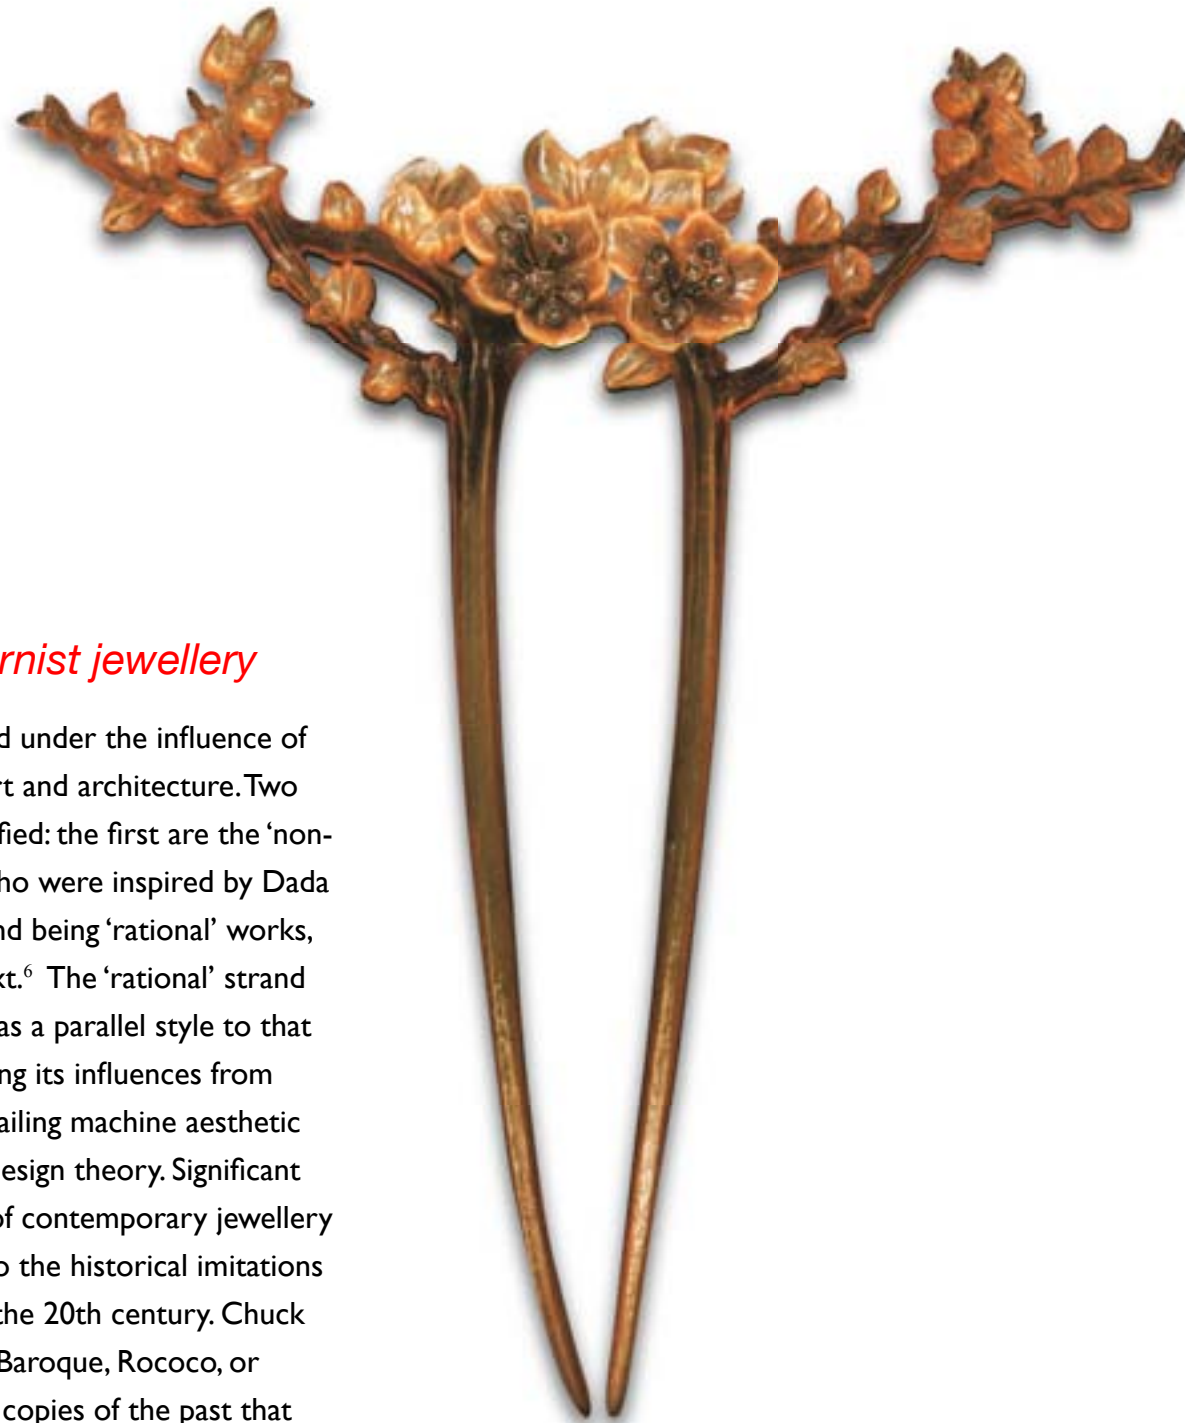 rnist jewellery
d under the influence of
rt and architecture. Two
fied: the first are the ‘non-
ho were inspired by Dada
nd being ‘rational’ works,
xt.6 The ‘rational’ strand
as a parallel style to that
ng its influences from
ailing machine aesthetic
esign theory. Significant
of contemporary jewellery
o the historical imitations
the 20th century. Chuck
Baroque, Rococo, or
copies of the past that